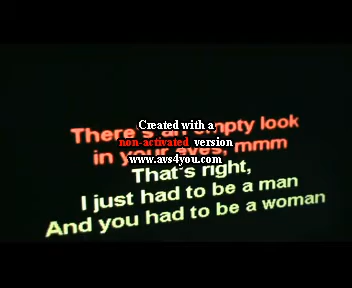 There's an empty look
in your eyes, mmm
That's right,
I just had to be a man
And you had to be a woman
Created with a
non-activated version
www.avs4you.com